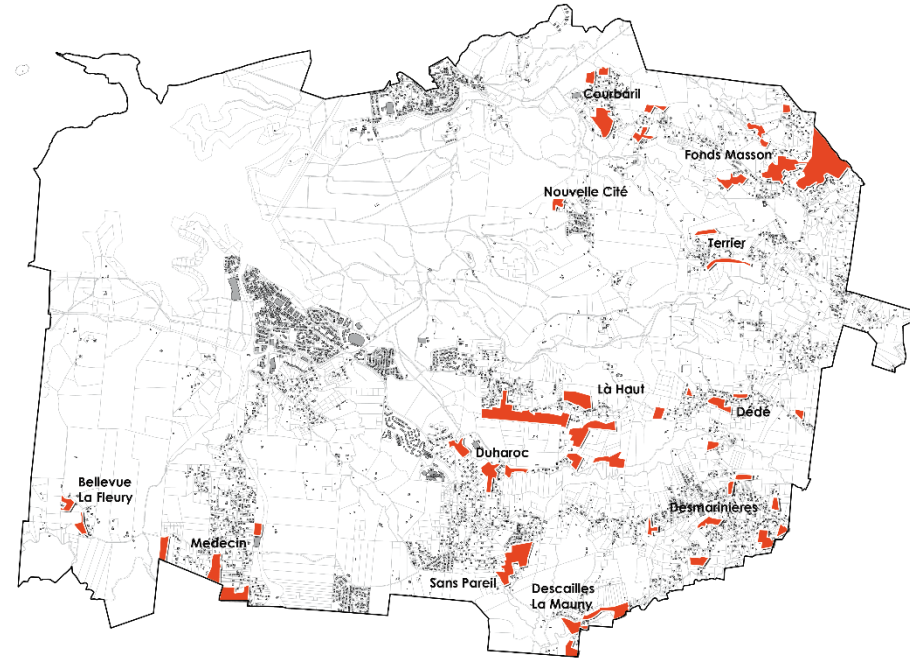 Courbaril
Fonds Masson
Nouvelle Cité
Terrier
Là Haut
Dédé
Duharoc
Bellevue
La Fleury
Desmarinières
Medecin
Sans Pareil
Descailles
La Mauny